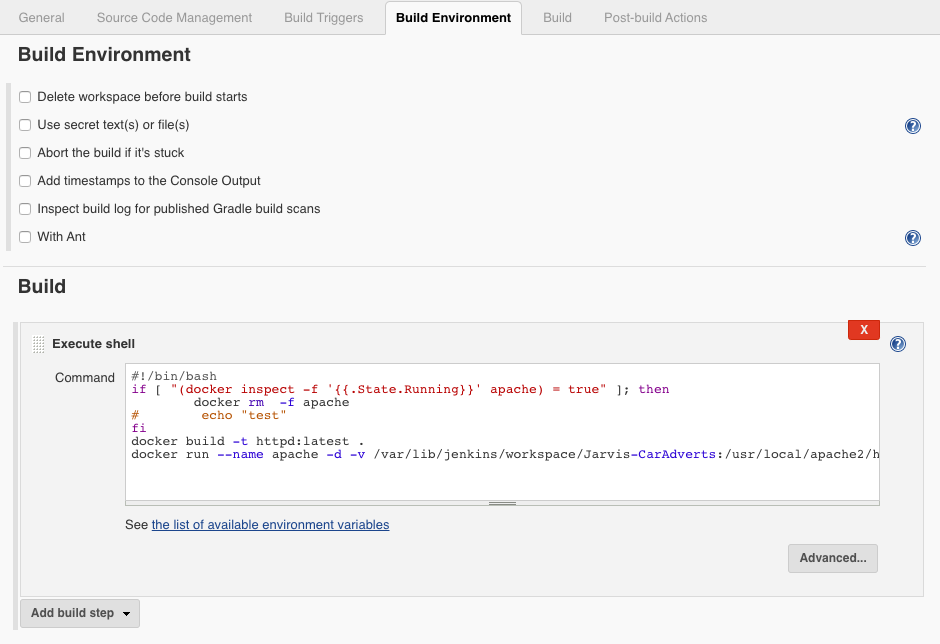 General Source Code Management Build Triggers Build Environment Build Post-build Actions
Build Environment
Delete workspace before build starts
Use secret text(s) or file(s)
?
Abort the build if it's stuck
Add timestamps to the Console Output
Inspect build log for published Gradle build scans
With Ant
?
Build
X
Execute shell
?
Command
#!/bin/bash
if [ "(docker inspect -f '{{.State.Running}}' apache) = true" ]; then
        docker rm  -f apache
#        echo "test"
fi
docker build -t httpd:latest .
docker run --name apache -d -v /var/lib/jenkins/workspace/Jarvis-CarAdverts:/usr/local/apache2/h
See the list of available environment variables
Advanced...
Add build step